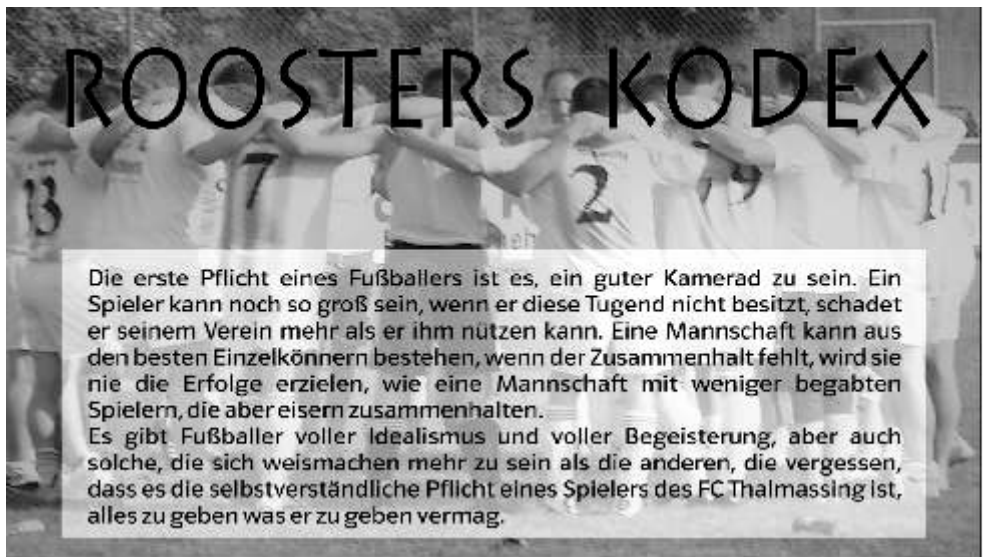 ROOSTERS KODEX
13 7 2
Die erste Pflicht eines Fußballers ist es, ein guter Kamerad zu sein. Ein
Spieler kann noch so groß sein, wenn er diese Tugend nicht besitzt, schadet
er seinem Verein mehr als er ihm nützen kann. Eine Mannschaft kann aus
den besten Einzelkönnern bestehen, wenn der Zusammenhalt fehlt, wird sie
nie die Erfolge erzielen, wie eine Mannschaft mit weniger begabten
Spielern, die aber eisern zusammenhalten.
Es gibt Fußballer voller Idealismus und voller Begeisterung, aber auch
solche, die sich weismachen mehr zu sein als die anderen, die vergessen,
dass es die selbstverständliche Pflicht eines Spielers des FC Thalmassing ist,
alles zu geben was er zu geben vermag.